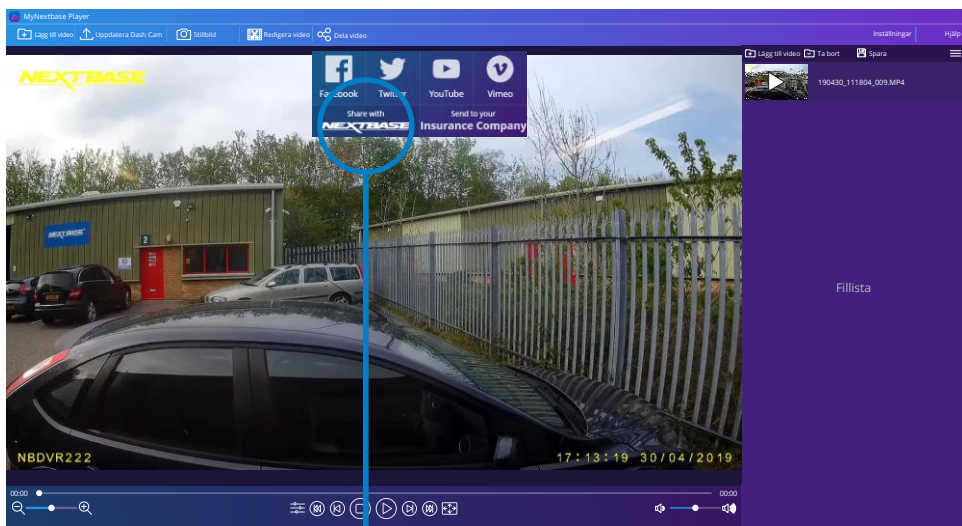 MyNextbase Player
Lägg till video Uppdatera Dash Cam Stillbild Redigera video Dela video Inställningar Hjälp
Lägg till video Ta bort Spara
190430_111804_009.MP4
Facebook Twitter YouTube Vimeo
Share with Send to your
NEXTBASE Insurance Company
NEXTBASE
NEXTBASE
2
Fillista
NBDVR222 17:13:19 30/04/2019
00:00 00:00